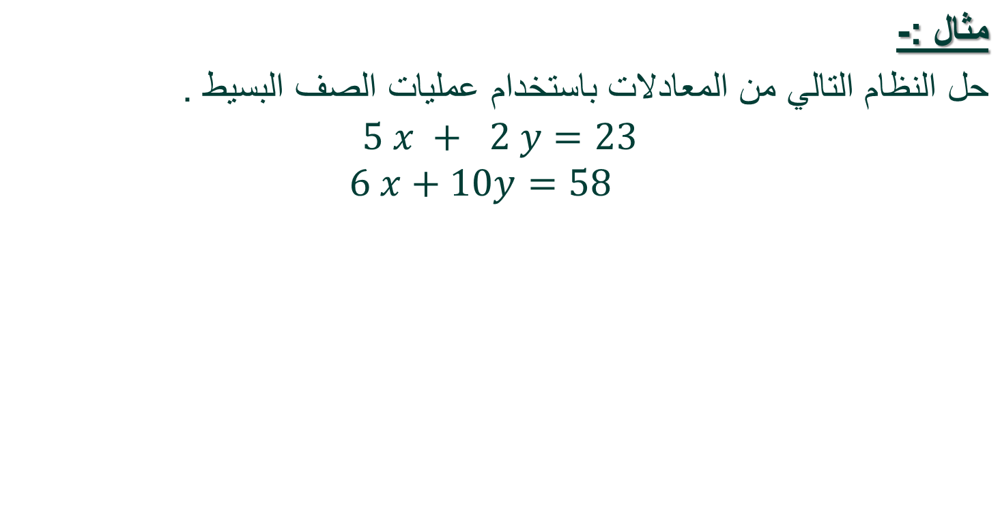 مثال :-
حل النظام التالي من المعادلات باستخدام عمليات الصف البسيط .
5 x + 2 y = 23
6 x + 10y = 58